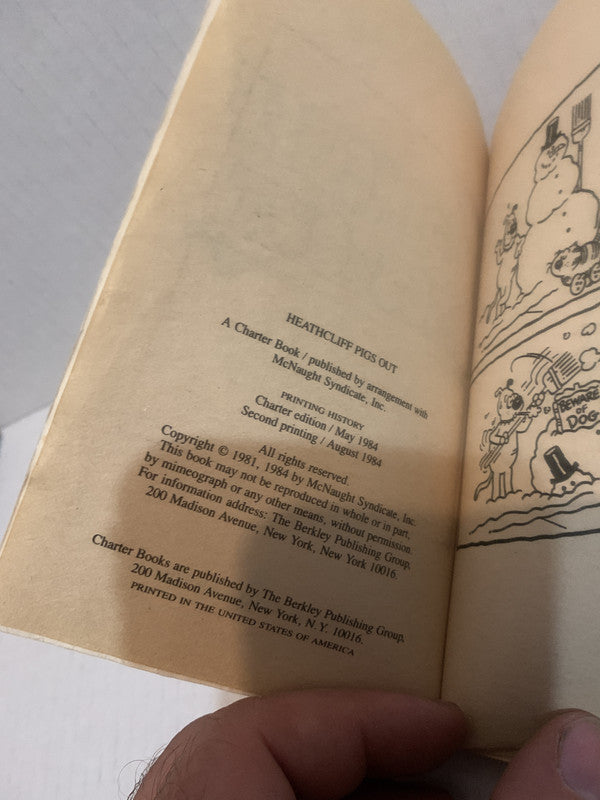 HEATHCLIFF PIGS OUT
A Charter Book / published by arrangement with
McNaught Syndicate, Inc.
PRINTING HISTORY
Charter edition / May 1984
Second printing / August 1984
All rights reserved.
Copyright © 1981, 1984 by McNaught Syndicate, Inc.
This book may not be reproduced in whole or in part,
by mimeograph or any other means, without permission.
For information address: The Berkley Publishing Group,
200 Madison Avenue, New York, New York 10016.
Charter Books are published by The Berkley Publishing Group,
200 Madison Avenue, New York, N.Y. 10016.
PRINTED IN THE UNITED STATES OF AMERICA
BEWARE
OF
DOG